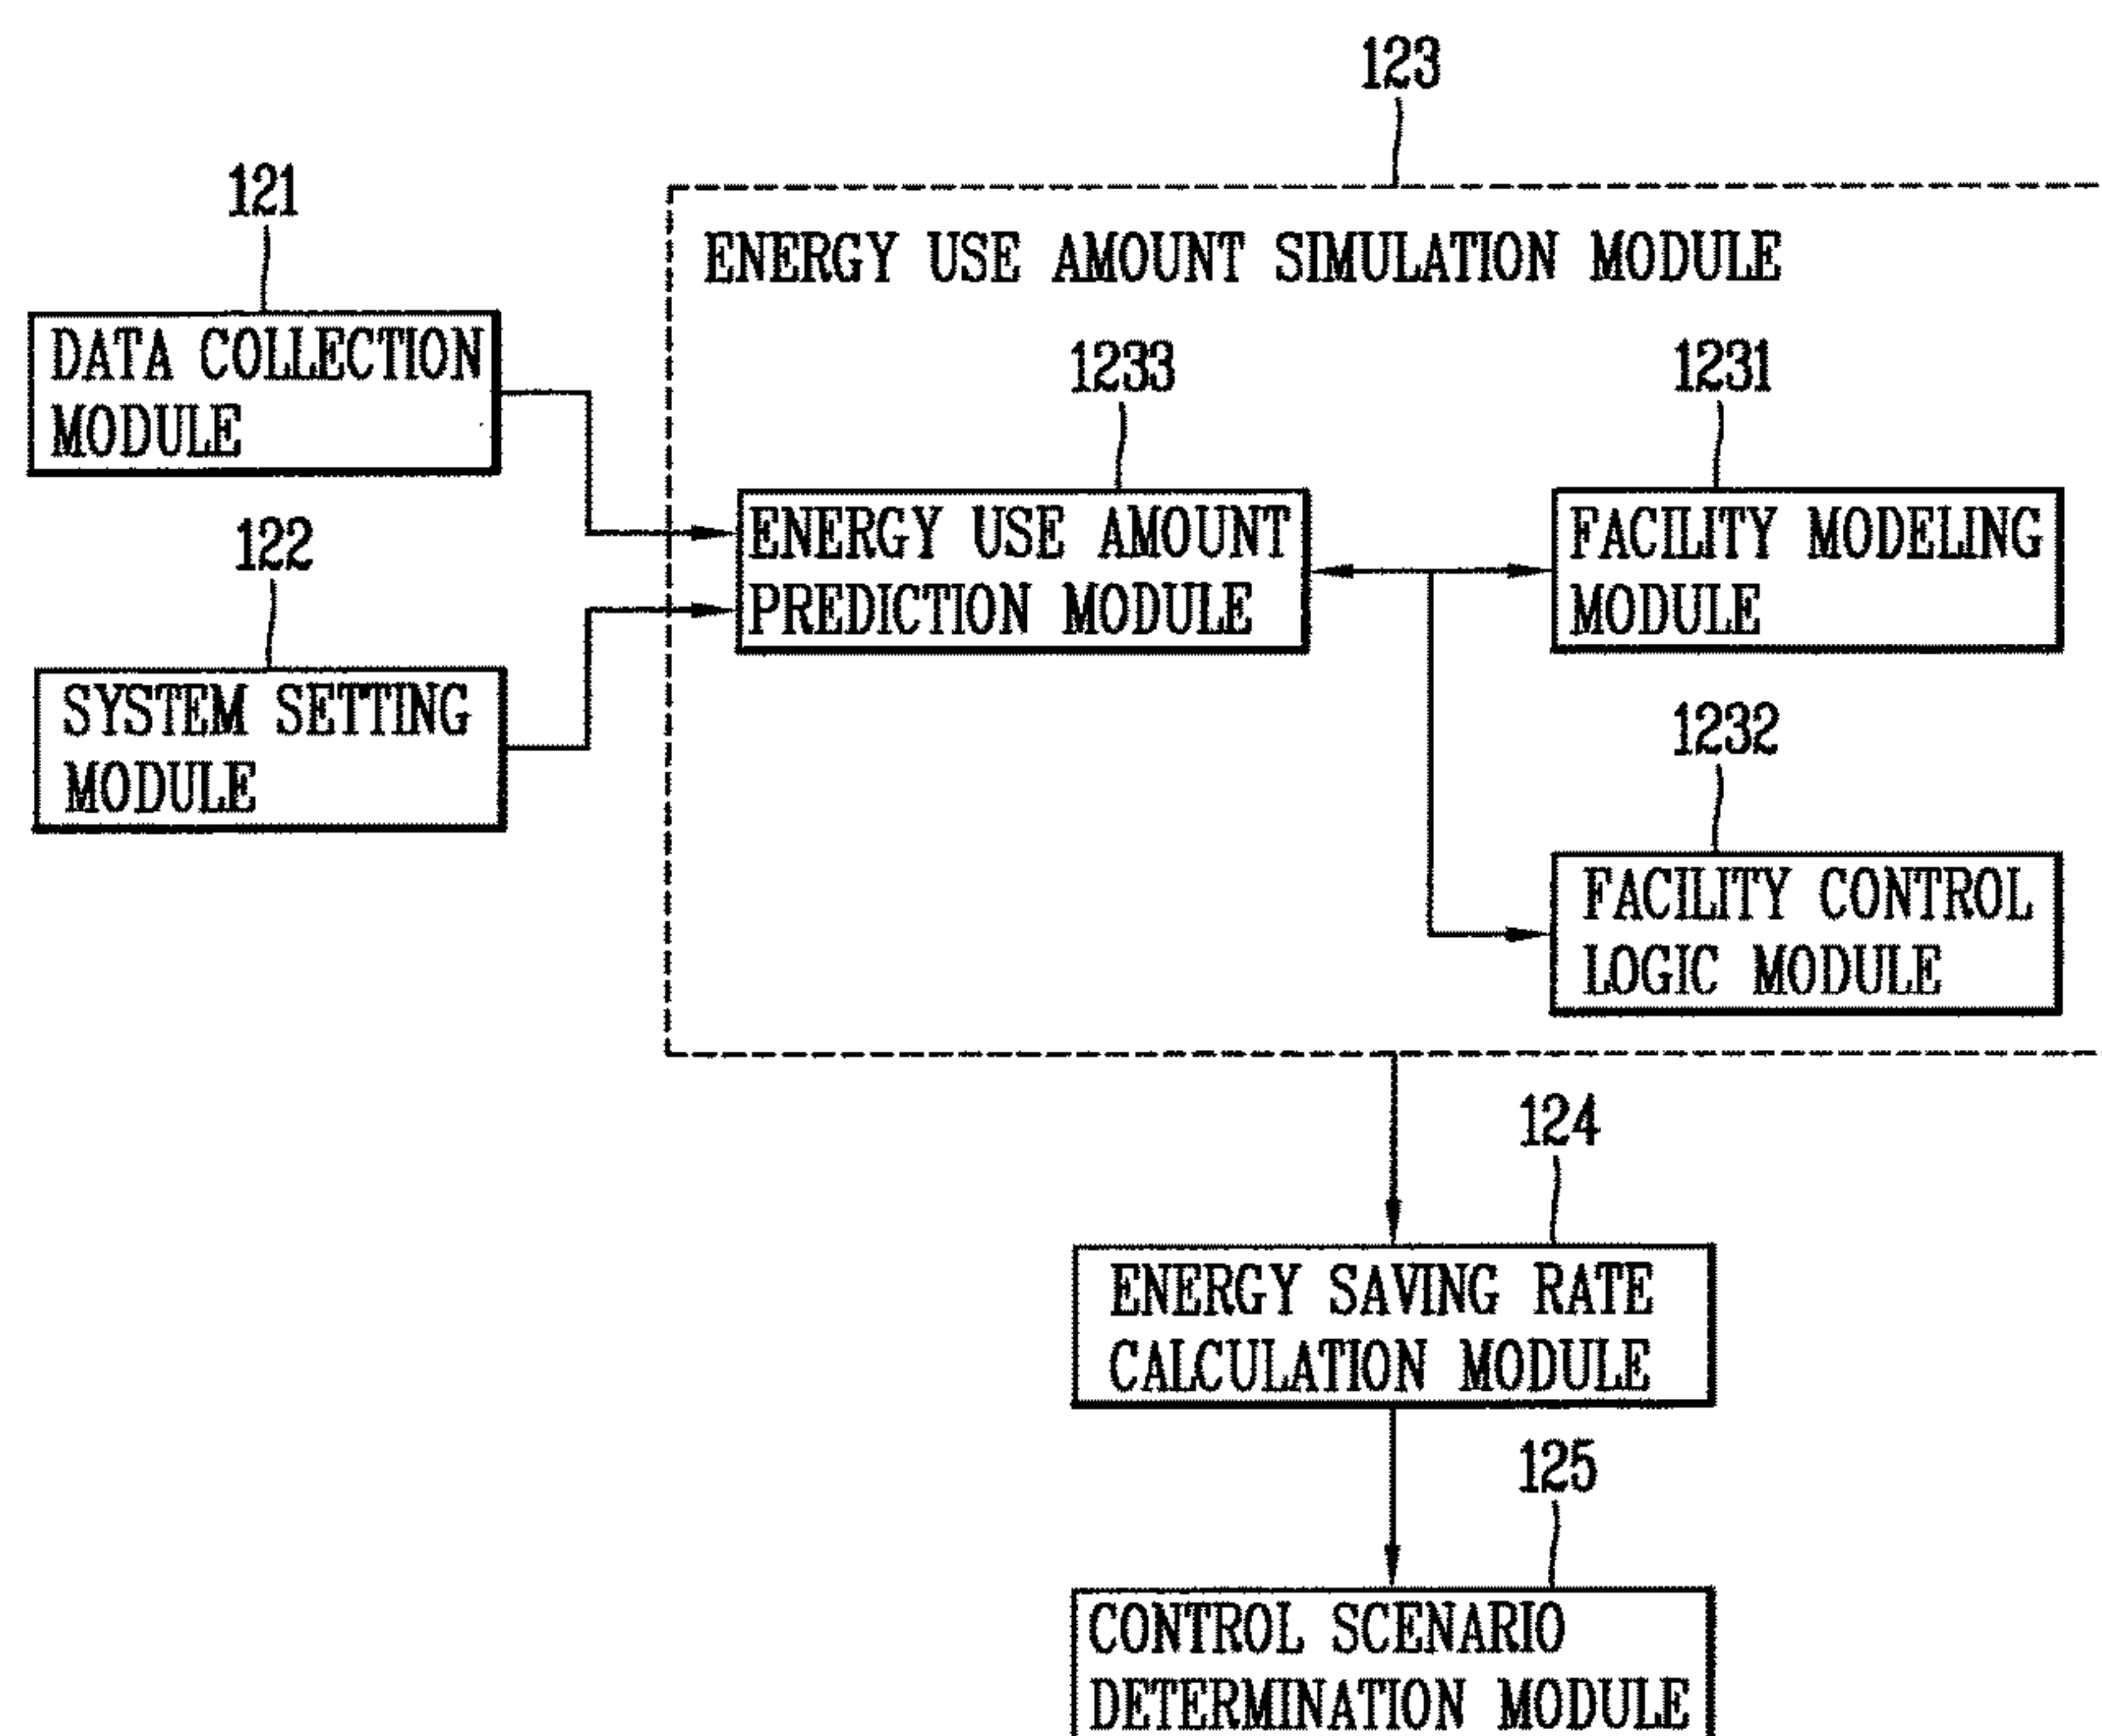 123
121
ENERGY USE AMOUNT SIMULATION MODULE
DATA COLLECTION
MODULE
1233
1231
122
ENERGY USE AMOUNT
PREDICTION MODULE
FACILITY MODELING
MODULE
SYSTEM SETTING
MODULE
1232
FACILITY CONTROL
LOGIC MODULE
124
ENERGY SAVING RATE
CALCULATION MODULE
125
CONTROL SCENARIO
DETERMINATION MODULE